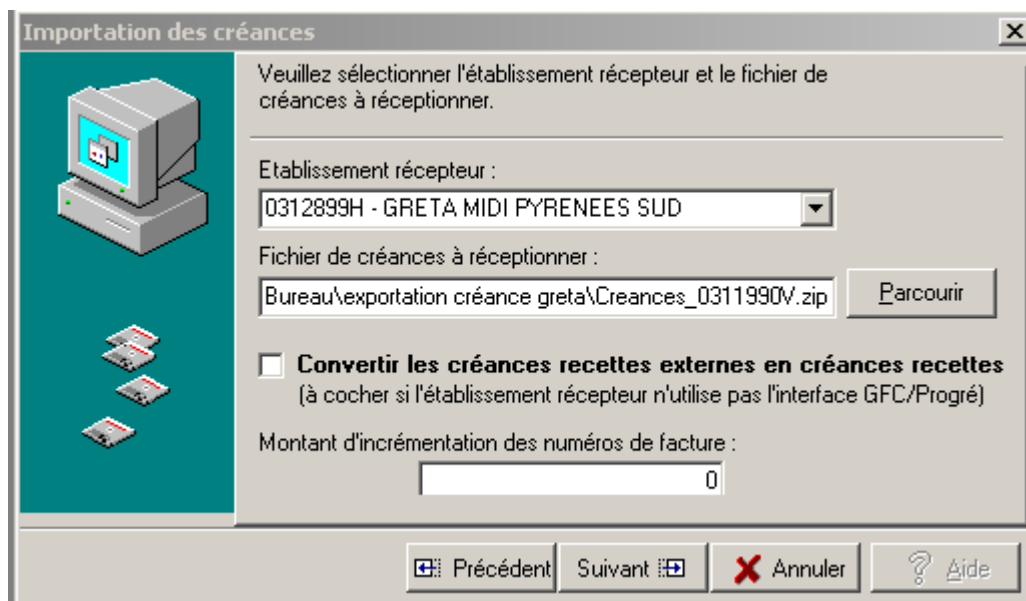 Importation des créances
Veuillez sélectionner l'établissement récepteur et le fichier de
créances à réceptionner.
Etablissement récepteur :
0312899H - GRETA MIDI PYRENEES SUD
Fichier de créances à réceptionner :
Bureau\exportation créance greta\Creances_0311990V.zip
Parcourir
Convertir les créances recettes externes en créances recettes
(à cocher si l'établissement récepteur n'utilise pas l'interface GFC/Progré)
Montant d'incrémentation des numéros de facture :
0
Précédent Suivant Annuler Aide